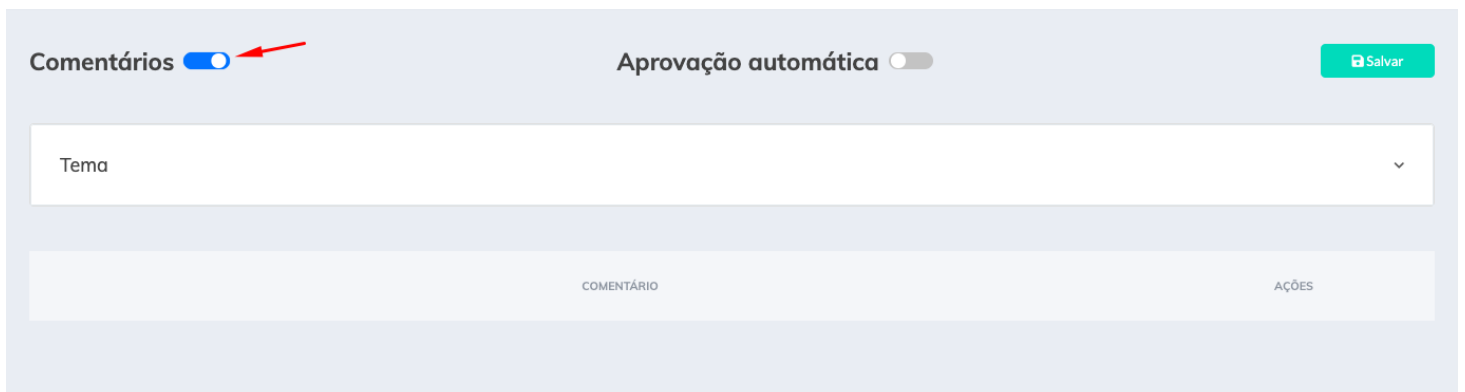 Comentários
Aprovação automática
Salvar
Tema
COMENTÁRIO
AÇÕES